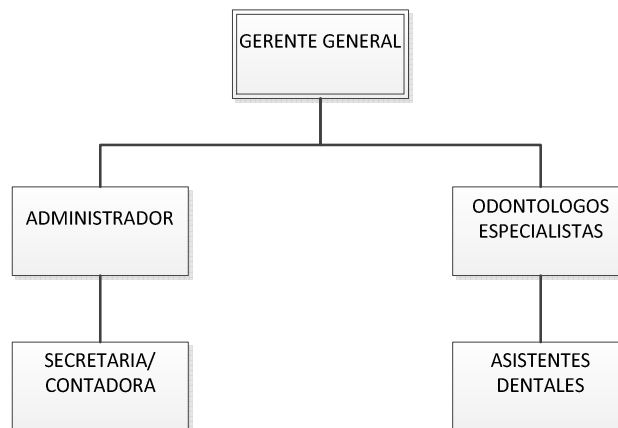 GERENTE GENERAL
ADMINISTRADOR
ODONTOLOGOS
ESPECIALISTAS
SECRETARIA/
CONTADORA
ASISTENTES
DENTALES